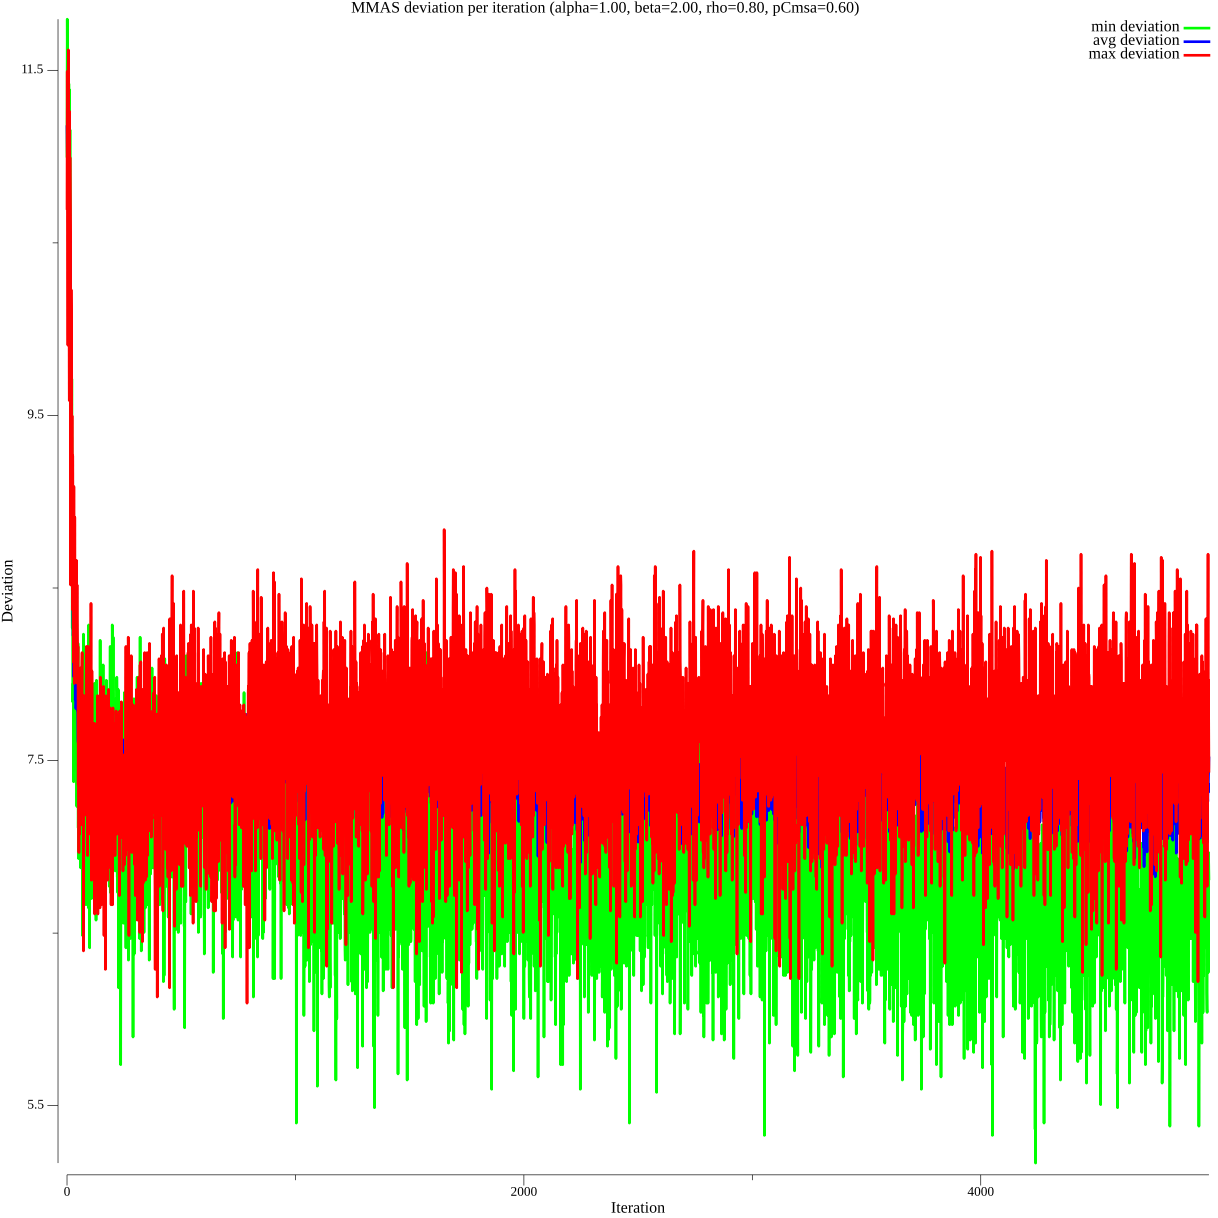 MMAS deviation per iteration (alpha=1.00, beta=2.00, rho=0.80, pCmsa=0.60)
min deviation
avg deviation
max deviation
11.5
9.5
7.5
5.5
Deviation
0
2000
4000
Iteration